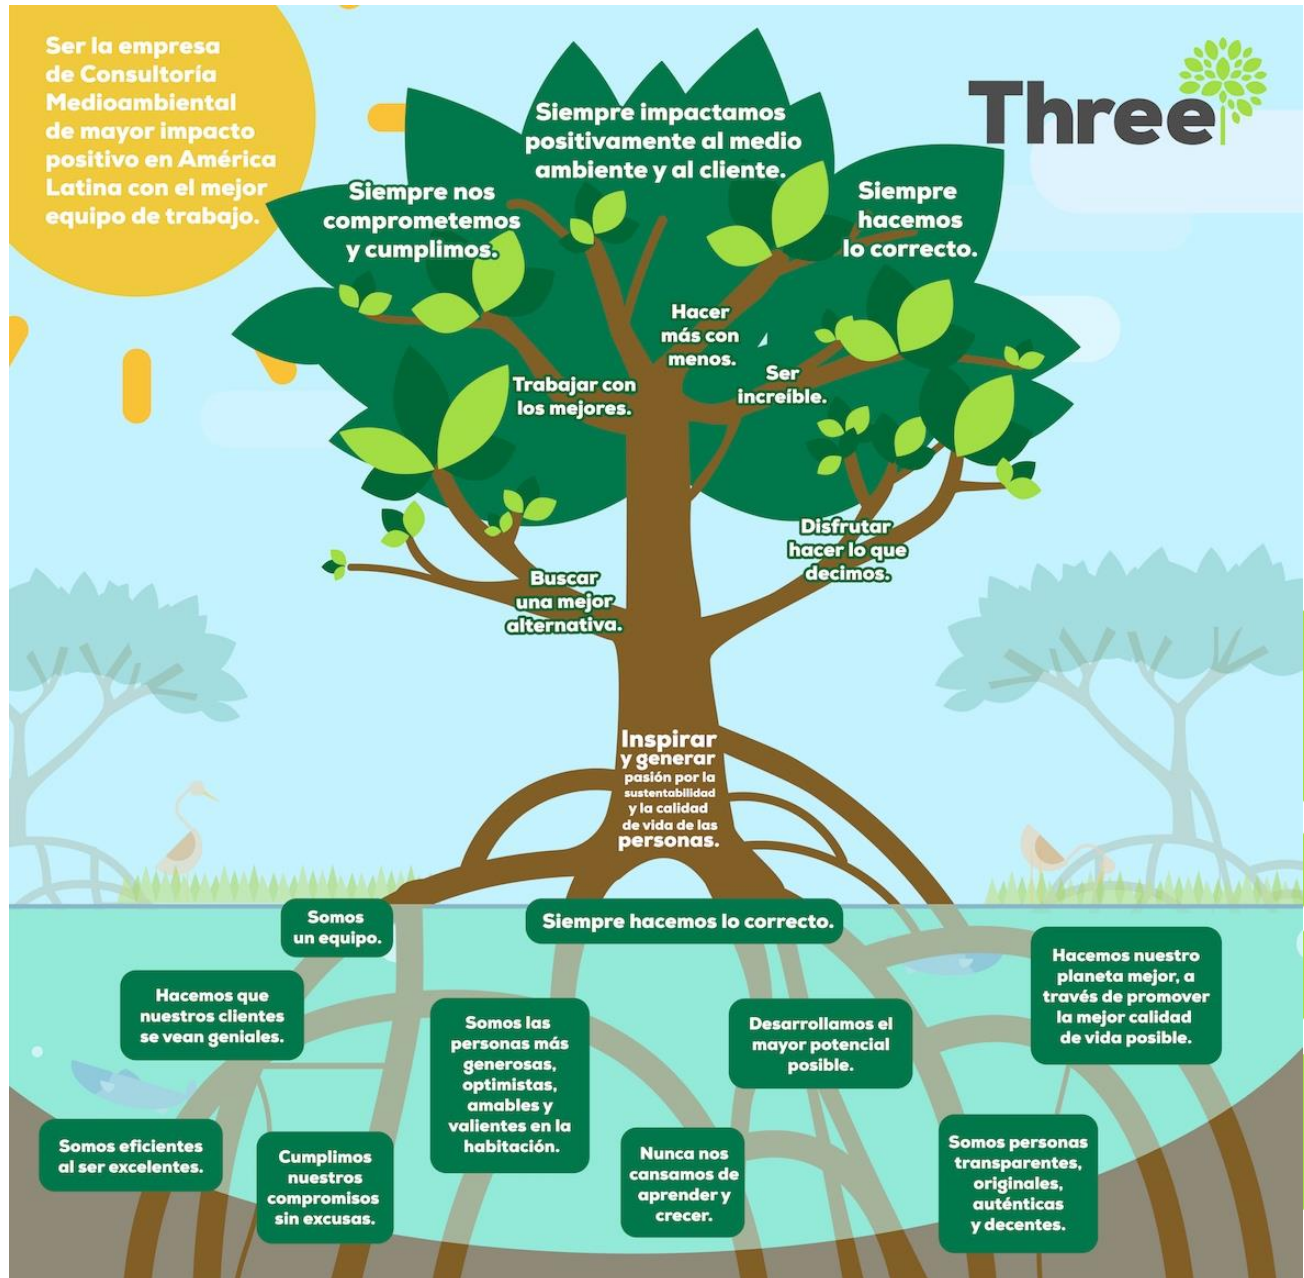 Ser la empresa
de Consultoría
Medioambiental
de mayor impacto
positivo en América
Latina con el mejor
equipo de trabajo.
Three
Siempre impactamos
positivamente al medio
ambiente y al cliente.
Siempre nos
comprometemos
y cumplimos.
Siempre
hacemos
lo correcto.
Hacer
más con
menos.
Ser
increíble.
Trabajar con
los mejores.
Disfrutar
hacer lo que
decimos.
Buscar
una mejor
alternativa.
Inspirar
y generar
pasión por la
sustentabilidad
y la calidad
de vida de las
personas.
Somos
un equipo.
Siempre hacemos lo correcto.
Hacemos nuestro
planeta mejor, a
través de promover
la mejor calidad
de vida posible.
Hacemos que
nuestros clientes
se vean geniales.
Somos las
personas más
generosas,
optimistas,
amables y
valientes en la
habitación.
Desarrollamos el
mayor potencial
posible.
Somos eficientes
al ser excelentes.
Cumplimos
nuestros
compromisos
sin excusas.
Nunca nos
cansamos de
aprender y
crecer.
Somos personas
transparentes,
originales,
auténticas
y decentes.